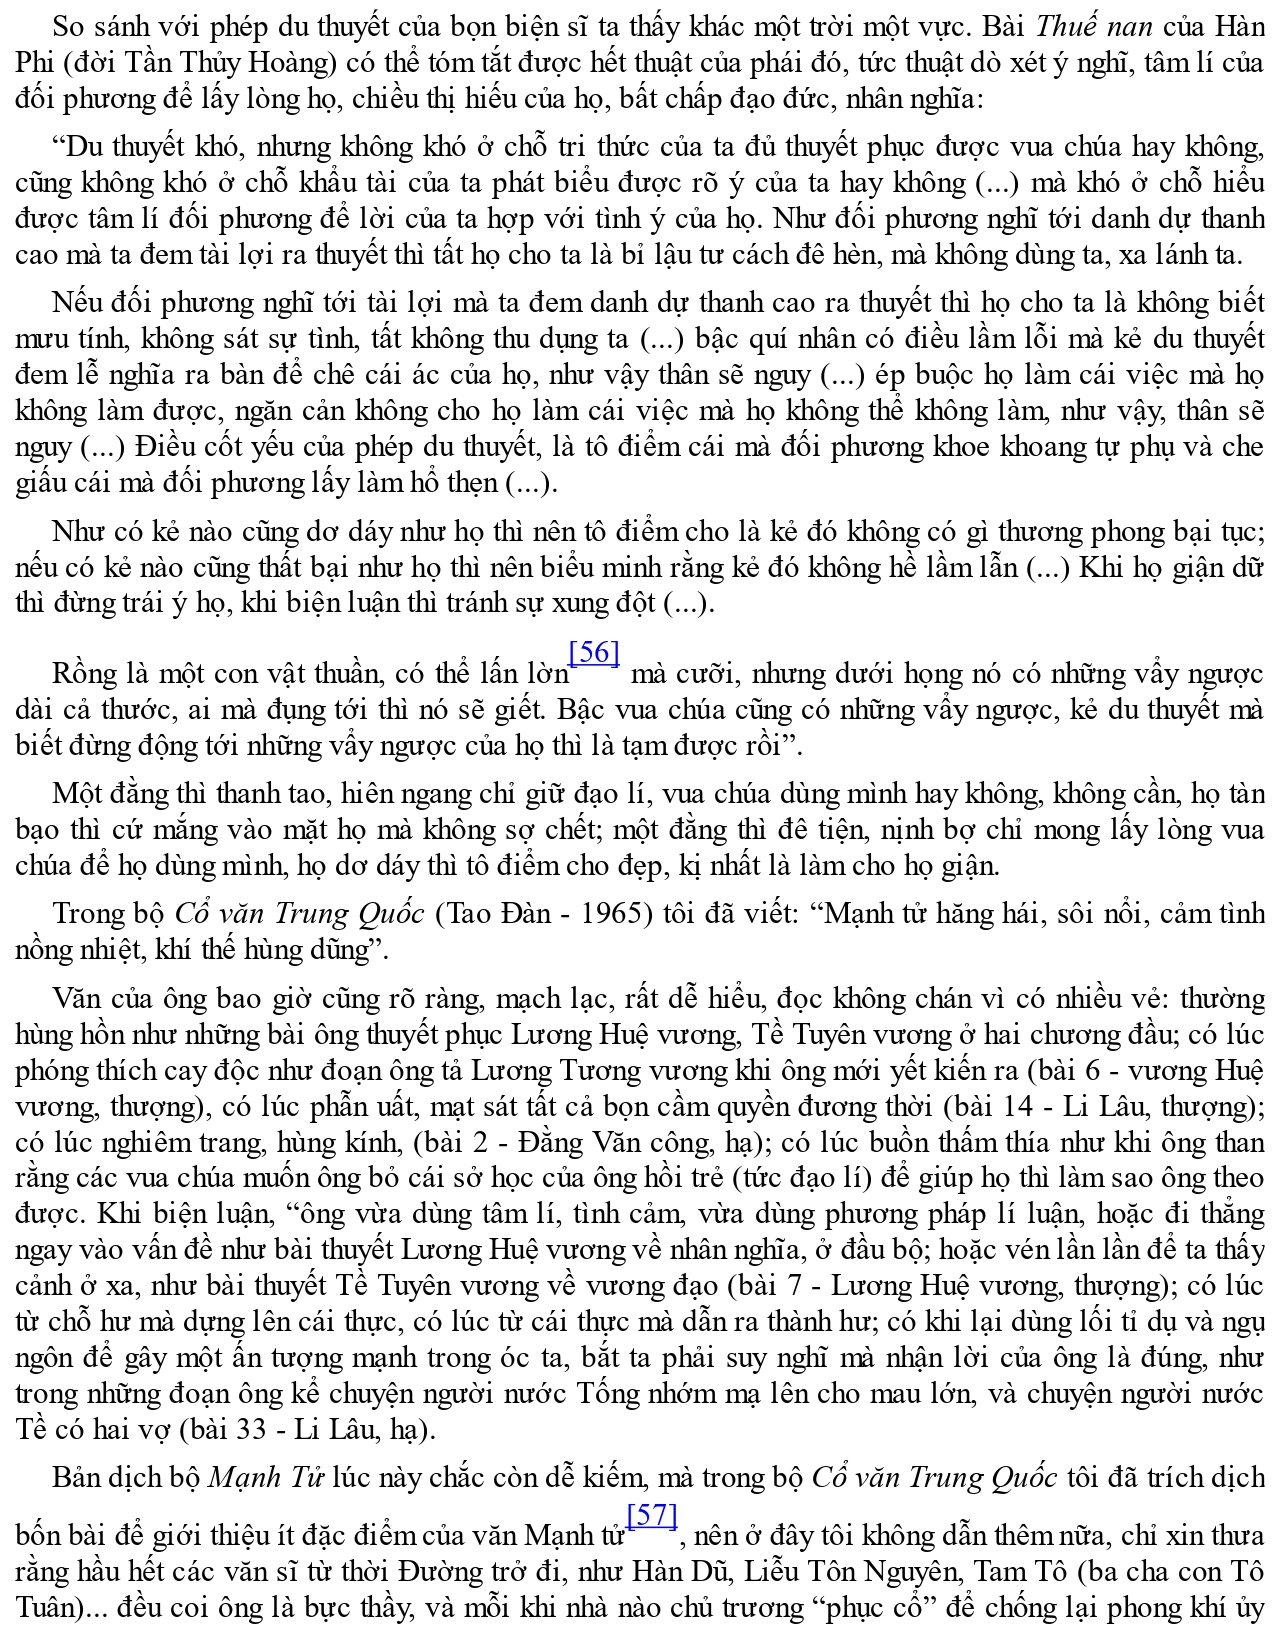 So sánh với phép du thuyết của bọn biện sĩ ta thấy khác một trời một vực. Bài Thuế nan của Hàn
Phi (đời Tần Thủy Hoàng) có thể tóm tắt được hết thuật của phái đó, tức thuật dò xét ý nghĩ, tâm lí của
đối phương để lấy lòng họ, chiều thị hiếu của họ, bất chấp đạo đức, nhân nghĩa:
“Du thuyết khó, nhưng không khó ở chỗ tri thức của ta đủ thuyết phục được vua chúa hay không,
cũng không khó ở chỗ khẩu tài của ta phát biểu được rõ ý của ta hay không (...) mà khó ở chỗ hiểu
được tâm lí đối phương để lời của ta hợp với tình ý của họ. Như đối phương nghĩ tới danh dự thanh
cao mà ta đem tài lợi ra thuyết thì tất họ cho ta là bỉ lậu tư cách đê hèn, mà không dùng ta, xa lánh ta.
Nếu đối phương nghĩ tới tài lợi mà ta đem danh dự thanh cao ra thuyết thì họ cho ta là không biết
mưu tính, không sát sự tình, tất không thu dụng ta (...) bậc quí nhân có điều lầm lỗi mà kẻ du thuyết
đem lễ nghĩa ra bàn để chê cái ác của họ, như vậy thân sẽ nguy (...) ép buộc họ làm cái việc mà họ
không làm được, ngăn cản không cho họ làm cái việc mà họ không thể không làm, như vậy, thân sẽ
nguy (...) Điều cốt yếu của phép du thuyết, là tô điểm cái mà đối phương khoe khoang tự phụ và che
giấu cái mà đối phương lấy làm hổ thẹn (...).
Như có kẻ nào cũng dơ dáy như họ thì nên tô điểm cho là kẻ đó không có gì thương phong bại tục;
nếu có kẻ nào cũng thất bại như họ thì nên biểu minh rằng kẻ đó không hề lầm lẫn (...) Khi họ giận dữ
thì đừng trái ý họ, khi biện luận thì tránh sự xung đột (...).
Rồng là một con vật thuần, có thể lấn lờn[56] mà cưỡi, nhưng dưới họng nó có những vẩy ngược
dài cả thước, ai mà đụng tới thì nó sẽ giết. Bậc vua chúa cũng có những vẩy ngược, kẻ du thuyết mà
biết đừng động tới những vẩy ngược của họ thì là tạm được rồi”.
Một đằng thì thanh tao, hiên ngang chỉ giữ đạo lí, vua chúa dùng mình hay không, không cần, họ tàn
bạo thì cứ mắng vào mặt họ mà không sợ chết; một đằng thì đê tiện, nịnh bợ chỉ mong lấy lòng vua
chúa để họ dùng mình, họ dơ dáy thì tô điểm cho đẹp, kị nhất là làm cho họ giận.
Trong bộ Cổ văn Trung Quốc (Tao Đàn - 1965) tôi đã viết: “Mạnh tử hăng hái, sôi nổi, cảm tình
nồng nhiệt, khí thế hùng dũng”.
Văn của ông bao giờ cũng rõ ràng, mạch lạc, rất dễ hiểu, đọc không chán vì có nhiều vẻ: thường
hùng hồn như những bài ông thuyết phục Lương Huệ vương, Tề Tuyên vương ở hai chương đầu; có lúc
phóng thích cay độc như đoạn ông tả Lương Tương vương khi ông mới yết kiến ra (bài 6 - vương Huệ
vương, thượng), có lúc phẫn uất, mạt sát tất cả bọn cầm quyền đương thời (bài 14 - Li Lâu, thượng);
có lúc nghiêm trang, hùng kính, (bài 2 - Đằng Văn công, hạ); có lúc buồn thấm thía như khi ông than
rằng các vua chúa muốn ông bỏ cái sở học của ông hồi trẻ (tức đạo lí) để giúp họ thì làm sao ông theo
được. Khi biện luận, “ông vừa dùng tâm lí, tình cảm, vừa dùng phương pháp lí luận, hoặc đi thẳng
ngay vào vấn đề như bài thuyết Lương Huệ vương về nhân nghĩa, ở đầu bộ; hoặc vén lần lần để ta thấy
cảnh ở xa, như bài thuyết Tề Tuyên vương về vương đạo (bài 7 - Lương Huệ vương, thượng); có lúc
từ chỗ hư mà dựng lên cái thực, có lúc từ cái thực mà dẫn ra thành hư; có khi lại dùng lối tỉ dụ và ngụ
ngôn để gây một ấn tượng mạnh trong óc ta, bắt ta phải suy nghĩ mà nhận lời của ông là đúng, như
trong những đoạn ông kể chuyện người nước Tống nhớm mạ lên cho mau lớn, và chuyện người nước
Tề có hai vợ (bài 33 - Li Lâu, hạ).
Bản dịch bộ Mạnh Tử lúc này chắc còn dễ kiếm, mà trong bộ Cổ văn Trung Quốc tôi đã trích dịch
bốn bài để giới thiệu ít đặc điểm của văn Mạnh tử[57], nên ở đây tôi không dẫn thêm nữa, chỉ xin thưa
rằng hầu hết các văn sĩ từ thời Đường trở đi, như Hàn Dũ, Liễu Tôn Nguyên, Tam Tô (ba cha con Tô
Tuân)... đều coi ông là bực thầy, và mỗi khi nhà nào chủ trương “phục cổ” để chống lại phong khí ủy